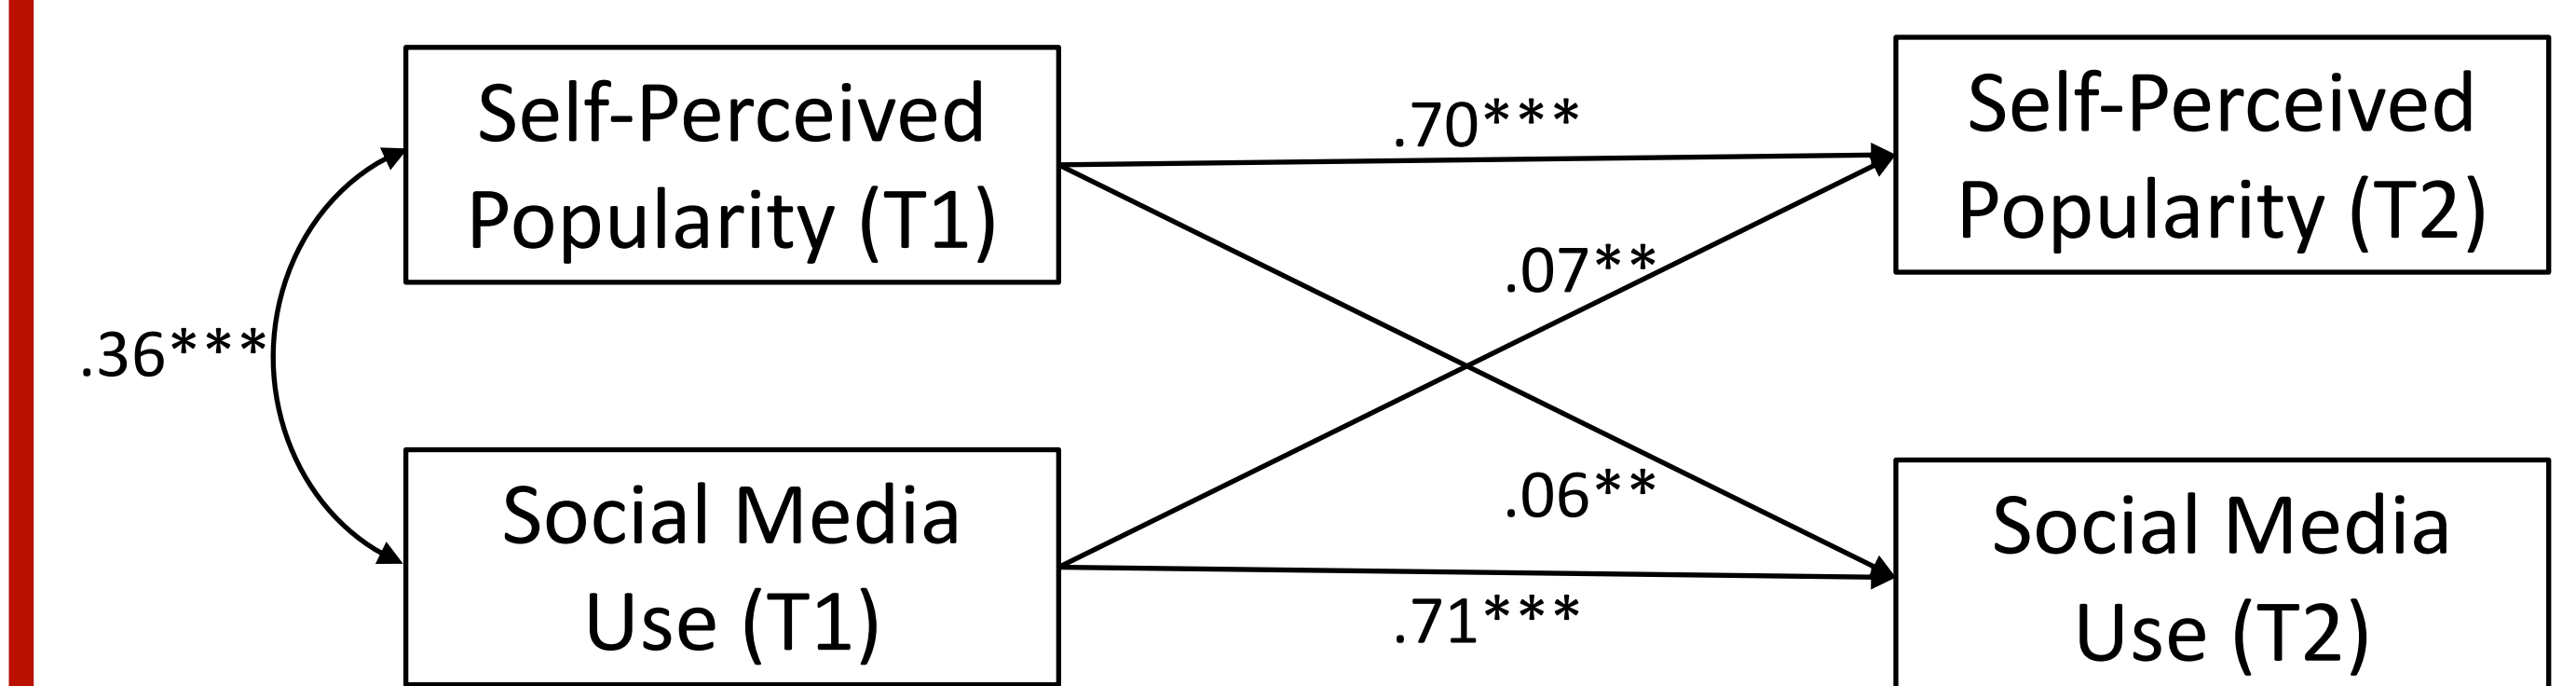 Self-Perceived
Popularity (T1)
Self-Perceived
Popularity (T2)
.70***
.07**
.36***
.06**
.71***
Social Media
Use (T1)
Social Media
Use (T2)